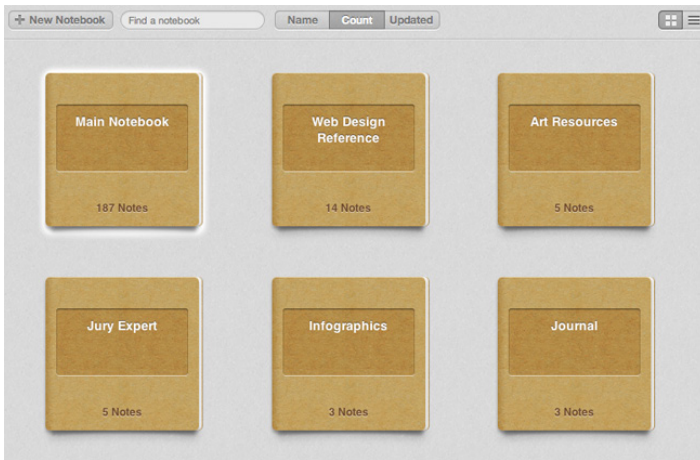 New Notebook
Find a notebook
Name Count Updated
Main Notebook
187 Notes
Web Design
Reference
14 Notes
Art Resources
5 Notes
Jury Expert
5 Notes
Infographics
3 Notes
Journal
3 Notes